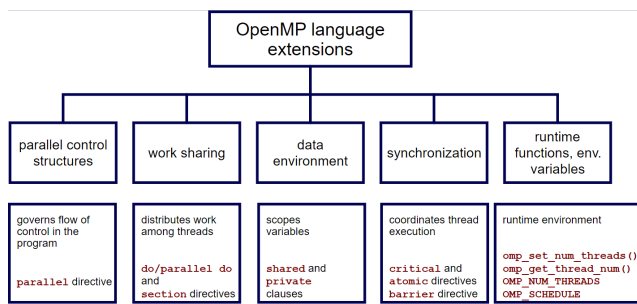 OpenMP language
extensions
parallel control
structures
work sharing
data
environment
synchronization
runtime
functions, env.
variables
governs flow of
control in the
program
parallel directive
distributes work
among threads
do/parallel do
and
section directives
scopes
variables
shared and
private
clauses
coordinates thread
execution
critical and
atomic directives
barrier directive
runtime environment
omp_set_num_threads()
omp_get_thread_num()
OMP_NUM_THREADS
OMP_SCHEDULE